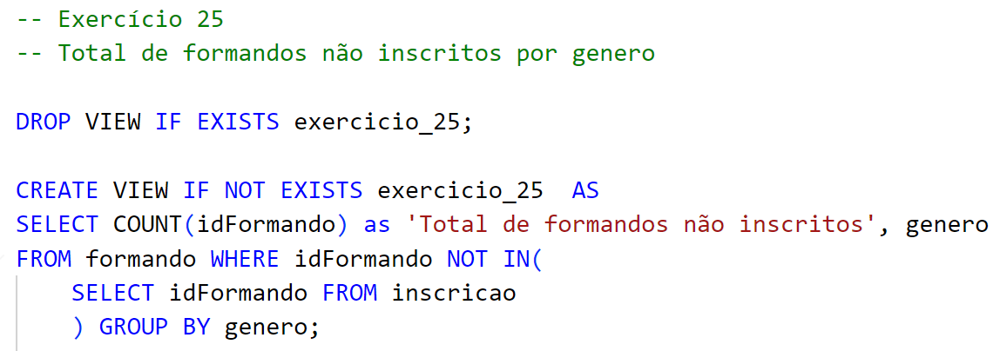 -- Exercício 25
-- Total de formandos não inscritos por genero
DROP VIEW IF EXISTS exercicio_25;
CREATE VIEW IF NOT EXISTS exercicio_25  AS
SELECT COUNT(idFormando) as 'Total de formandos não inscritos', genero
FROM formando WHERE idFormando NOT IN(
    SELECT idFormando FROM inscricao
    ) GROUP BY genero;